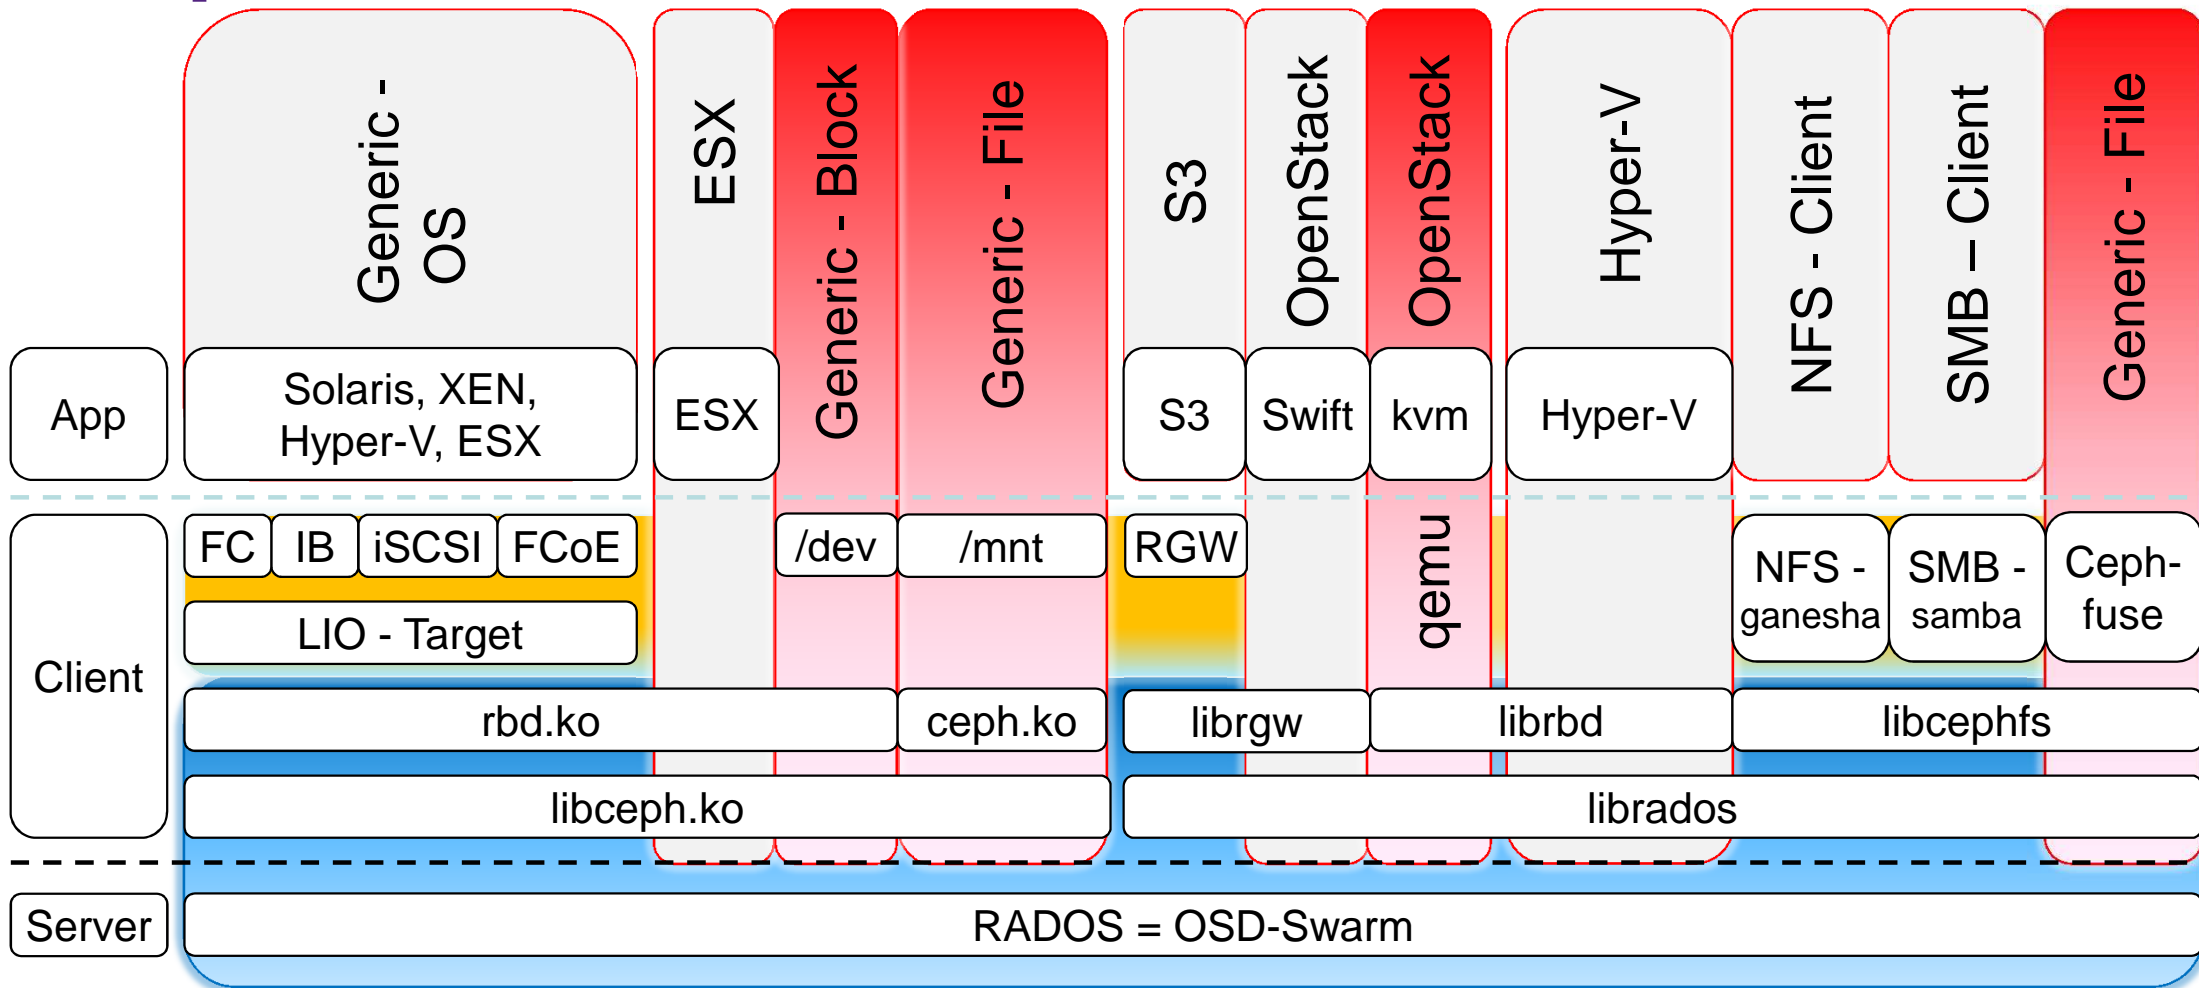 Generic -
OS
ESX
Generic - Block
Generic - File
S3
OpenStack
OpenStack
Hyper-V
NFS - Client
SMB – Client
Generic - File
App
Solaris, XEN,
Hyper-V, ESX
ESX
S3
Swift
kvm
Hyper-V
Client
FC
IB
iSCSI
FCoE
/dev
/mnt
RGW
qemu
NFS -
ganesha
SMB -
samba
Ceph-
fuse
LIO - Target
rbd.ko
ceph.ko
librgw
librbd
libcephfs
libceph.ko
librados
Server
RADOS = OSD-Swarm